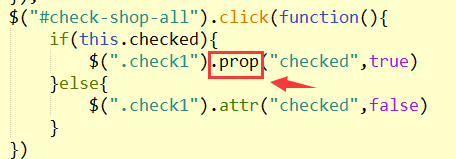 });
$("#check-shop-all").click(function(){
if(this.checked){
$(".check1").prop("checked",true)
}else{
$(".check1").attr("checked",false)
}
})